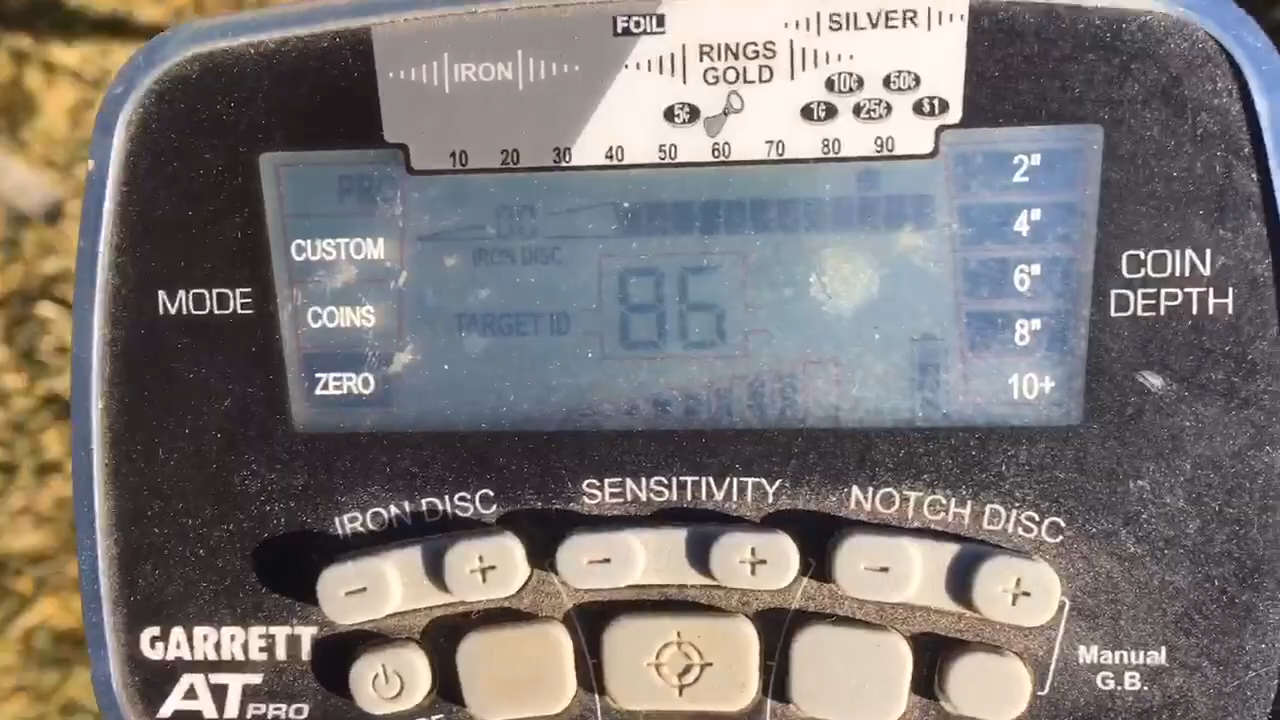 FOIL
SILVER
IRON
RINGS
GOLD
10¢ 50¢
5¢ 1¢ 25¢ $1
10 20 30 40 50 60 70 80 90
PRO
CUSTOM
COINS
ZERO
MODE
IRON DISC
TARGET ID
86
2"
4"
6"
8"
10+
COIN
DEPTH
IRON DISC
SENSITIVITY
NOTCH DISC
- + - + - +
GARRETT
AT PRO
Manual
G.B.